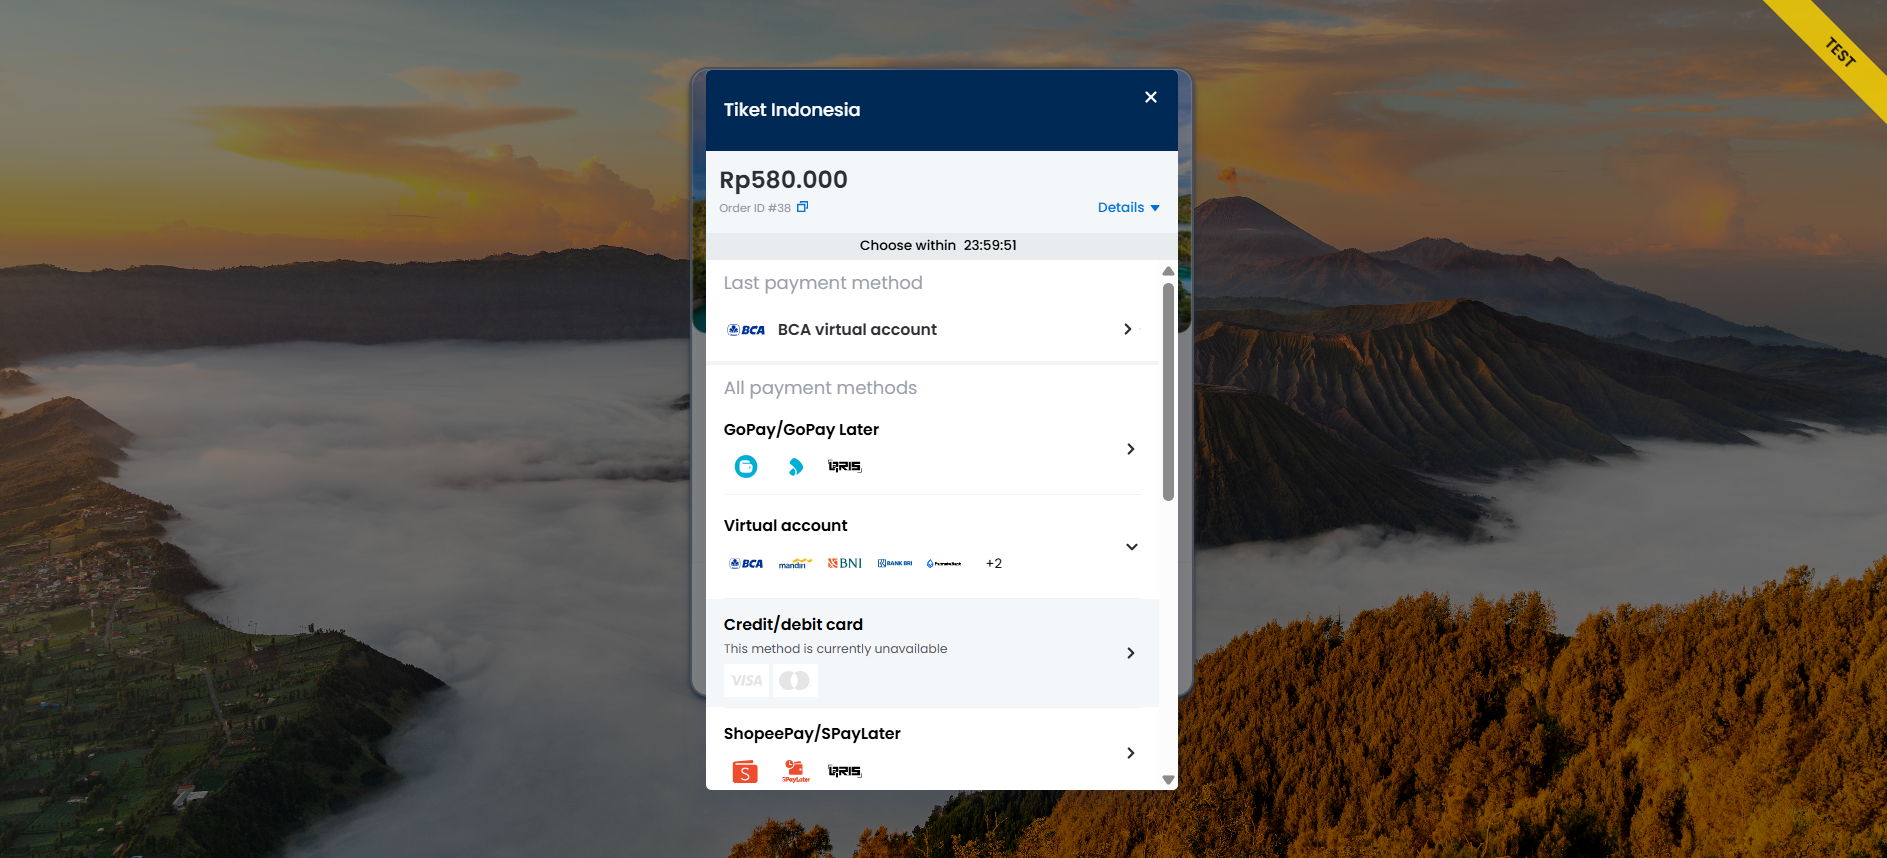 TEST
Tiket Indonesia
Rp580.000
Order ID #38
Details
Choose within 23:59:51
Last payment method
BCA BCA virtual account
All payment methods
GoPay/GoPay Later
QRIS
Virtual account
BCA mandiri BNI BANK BRI PermataBank +2
Credit/debit card
This method is currently unavailable
VISA
ShopeePay/SPayLater
S SPayLater QRIS